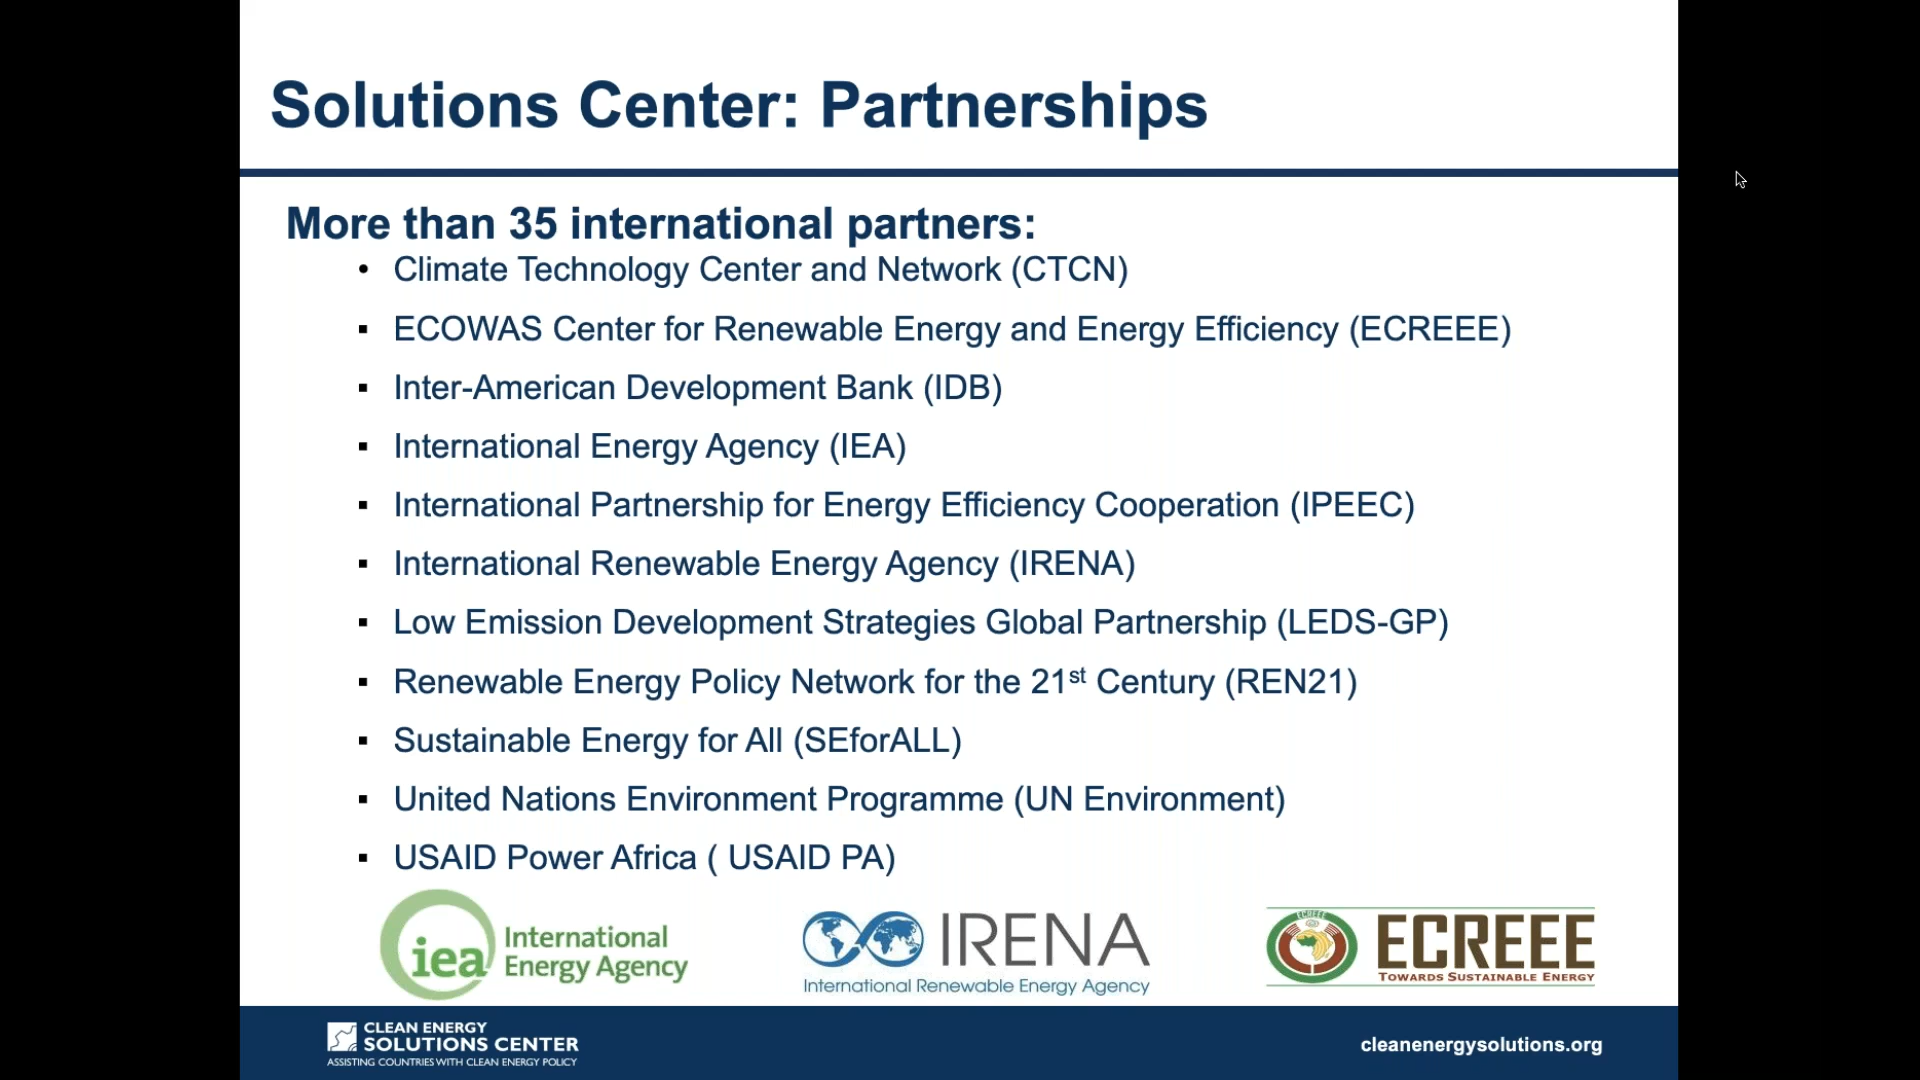 Solutions Center: Partnerships
More than 35 international partners:
• Climate Technology Center and Network (CTCN)
▪ ECOWAS Center for Renewable Energy and Energy Efficiency (ECREEE)
▪ Inter-American Development Bank (IDB)
▪ International Energy Agency (IEA)
▪ International Partnership for Energy Efficiency Cooperation (IPEEC)
▪ International Renewable Energy Agency (IRENA)
▪ Low Emission Development Strategies Global Partnership (LEDS-GP)
▪ Renewable Energy Policy Network for the 21st Century (REN21)
▪ Sustainable Energy for All (SEforALL)
▪ United Nations Environment Programme (UN Environment)
▪ USAID Power Africa ( USAID PA)
iea
International
Energy Agency
IRENA
International Renewable Energy Agency
ECREEE
ECREEE
TOWARDS SUSTAINABLE ENERGY
CLEAN ENERGY
SOLUTIONS CENTER
ASSISTING COUNTRIES WITH CLEAN ENERGY POLICY
cleanenergysolutions.org